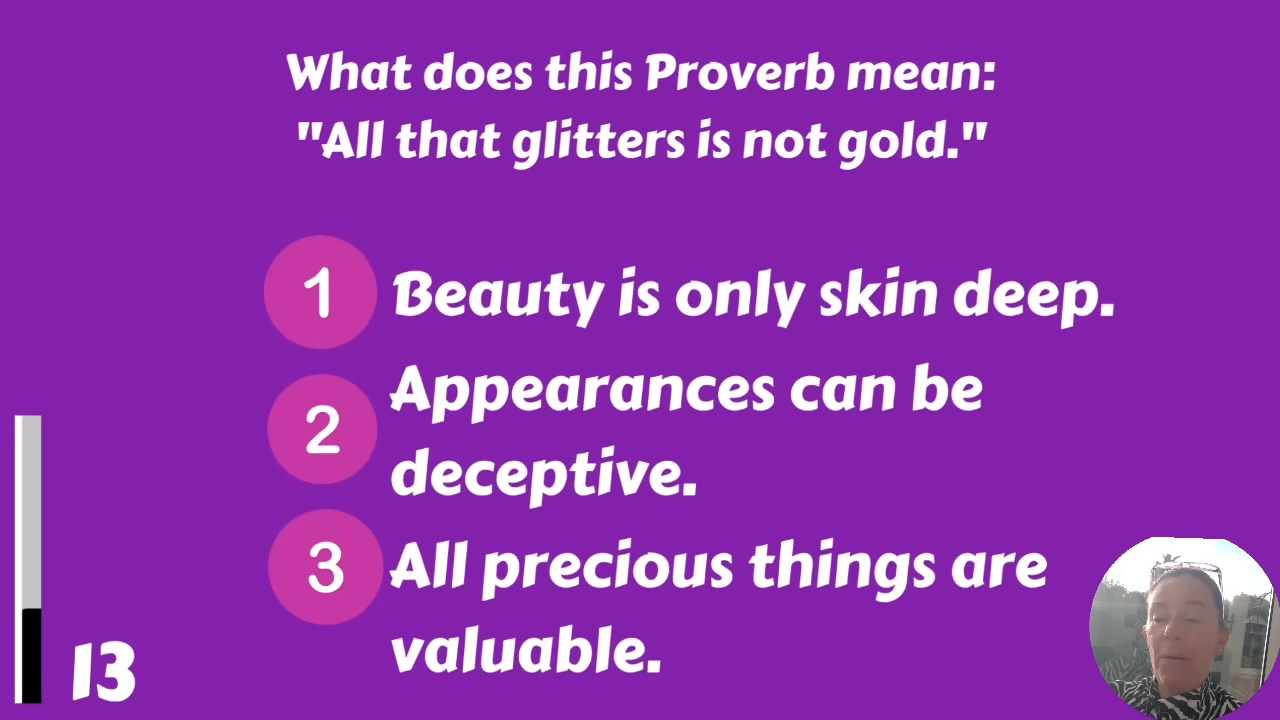 What does this Proverb mean:
"All that glitters is not gold."
1 Beauty is only skin deep.
2 Appearances can be
deceptive.
3 All precious things are
valuable.
13